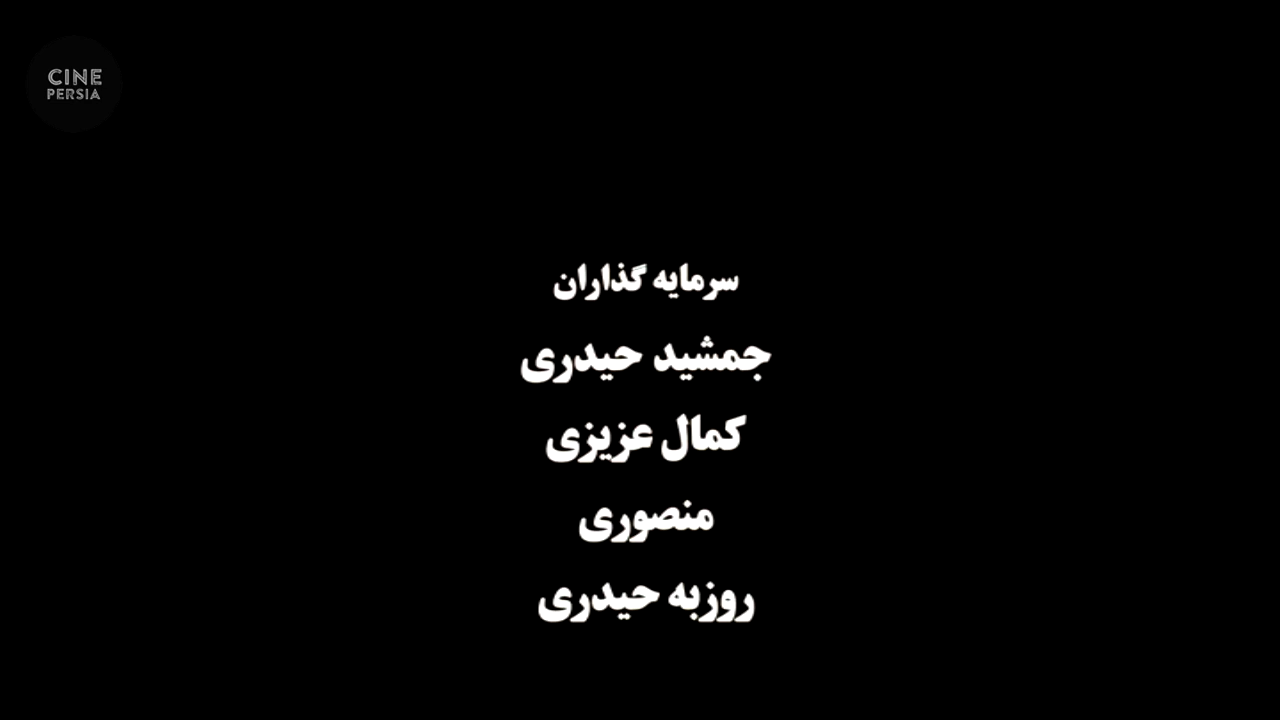 CINE
PERSIA
سرمایه گذاران
جمشید حیدری
کمال عزیزی
منصوری
روزبه حیدری